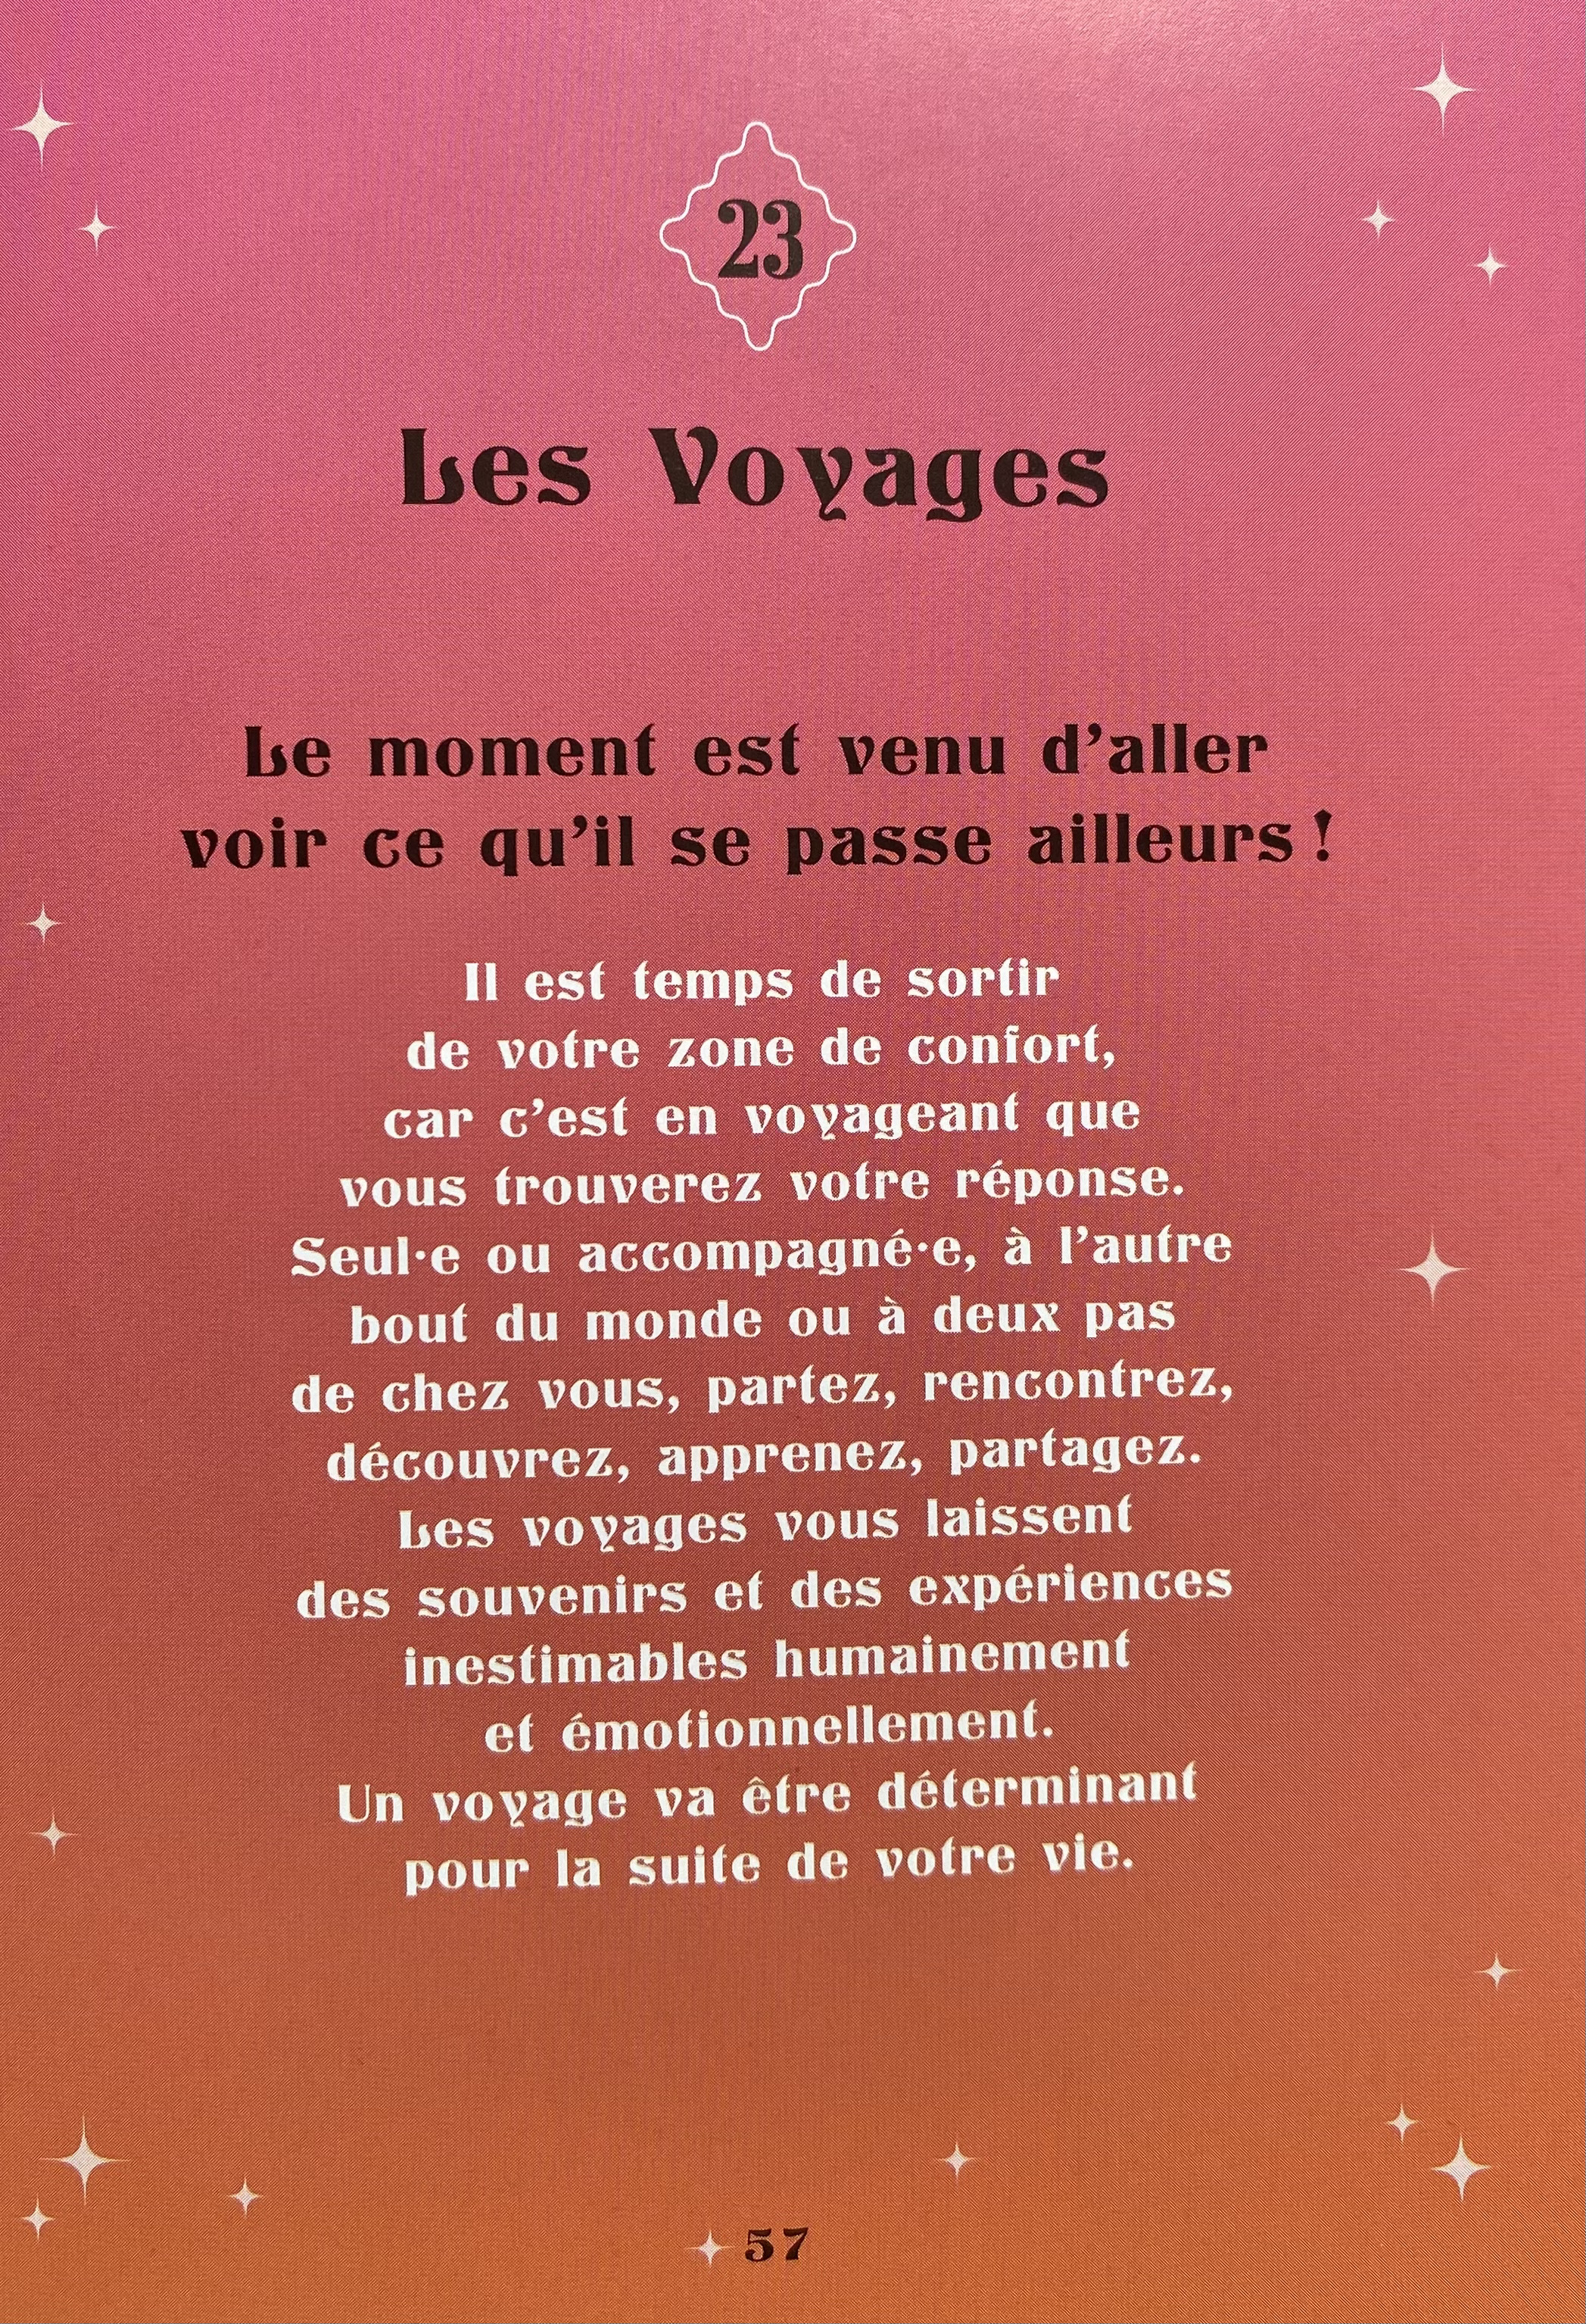 23
Les Voyages
Le moment est venu d’aller
voir ce qu’il se passe ailleurs !
Il est temps de sortir
de votre zone de confort,
car c’est en voyageant que
vous trouverez votre réponse.
Seul·e ou accompagné·e, à l’autre
bout du monde ou à deux pas
de chez vous, partez, rencontrez,
découvrez, apprenez, partagez.
Les voyages vous laissent
des souvenirs et des expériences
inestimables humainement
et émotionnellement.
Un voyage va être déterminant
pour la suite de votre vie.
57